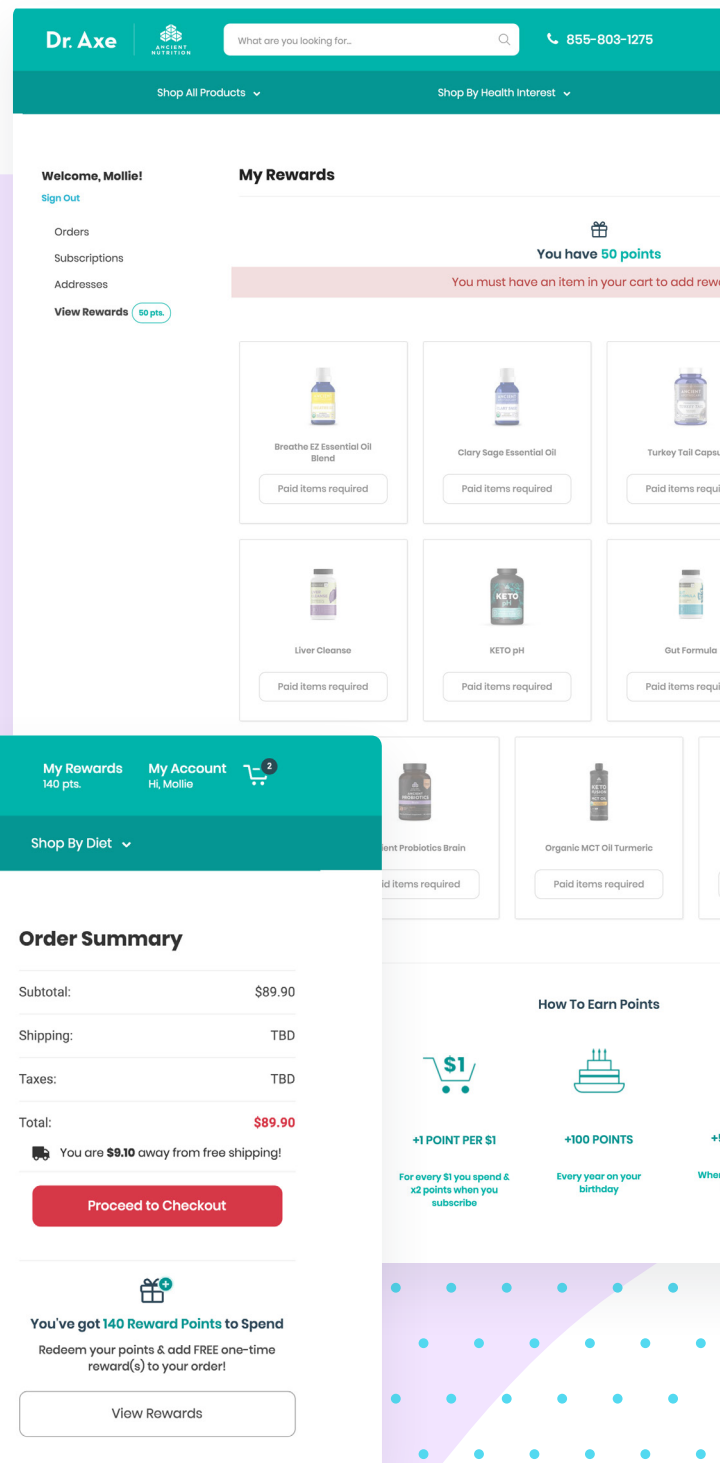 Dr. Axe
ANCIENT
NUTRITION
What are you looking for...
855-803-1275
Shop All Products
Shop By Health Interest
Welcome, Mollie!
Sign Out
Orders
Subscriptions
Addresses
View Rewards 50 pts.
My Rewards
You have 50 points
You must have an item in your cart to add rew
Breathe EZ Essential Oil
Blend
Paid items required
Clary Sage Essential Oil
Paid items required
Turkey Tail Capsu
Paid items requi
Liver Cleanse
Paid items required
KETO
pH
KETO pH
Paid items required
Gut Formula
Paid items requi
PROBIOTICS
ient Probiotics Brain
id items required
KETO
FUSION
MCT OIL
Organic MCT Oil Turmeric
Paid items required
How To Earn Points
$1
+1 POINT PER $1
For every $1 you spend &
x2 points when you
subscribe
+100 POINTS
Every year on your
birthday
Whe
My Rewards
140 pts.
My Account
Hi, Mollie
2
Shop By Diet
Order Summary
Subtotal: $89.90
Shipping: TBD
Taxes: TBD
Total: $89.90
You are $9.10 away from free shipping!
Proceed to Checkout
You've got 140 Reward Points to Spend
Redeem your points & add FREE one-time
reward(s) to your order!
View Rewards